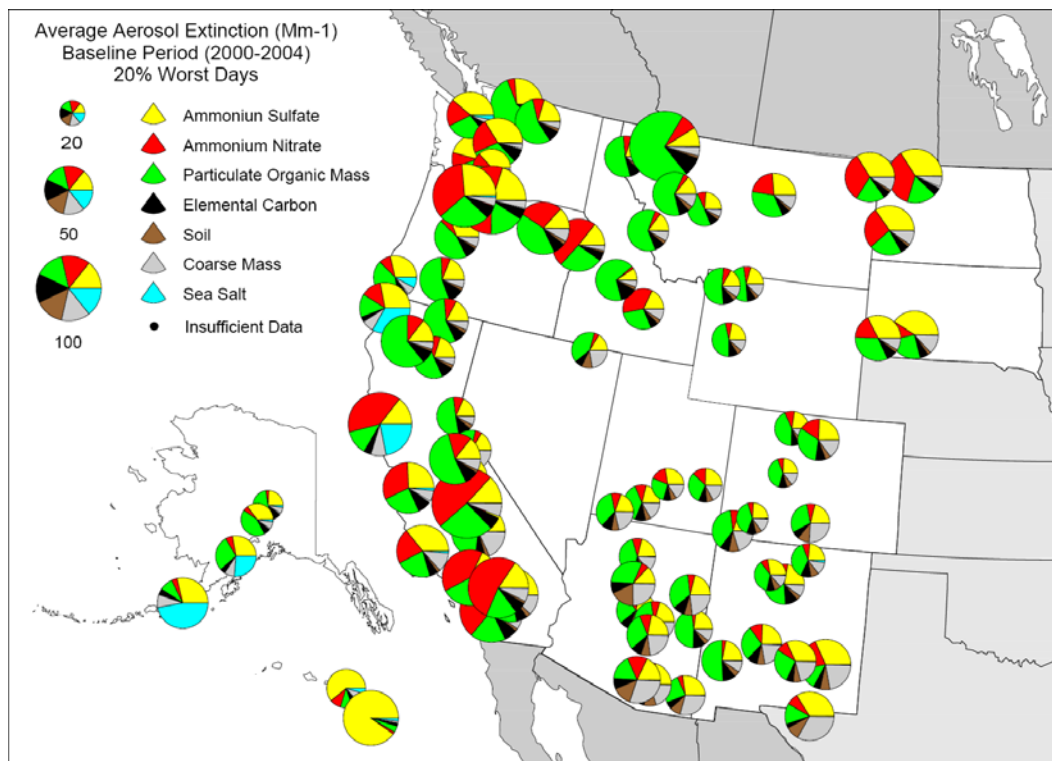 Average Aerosol Extinction (Mm-1)
Baseline Period (2000-2004)
20% Worst Days
20
50
100
Ammoniun Sulfate
Ammonium Nitrate
Particulate Organic Mass
Elemental Carbon
Soil
Coarse Mass
Sea Salt
Insufficient Data